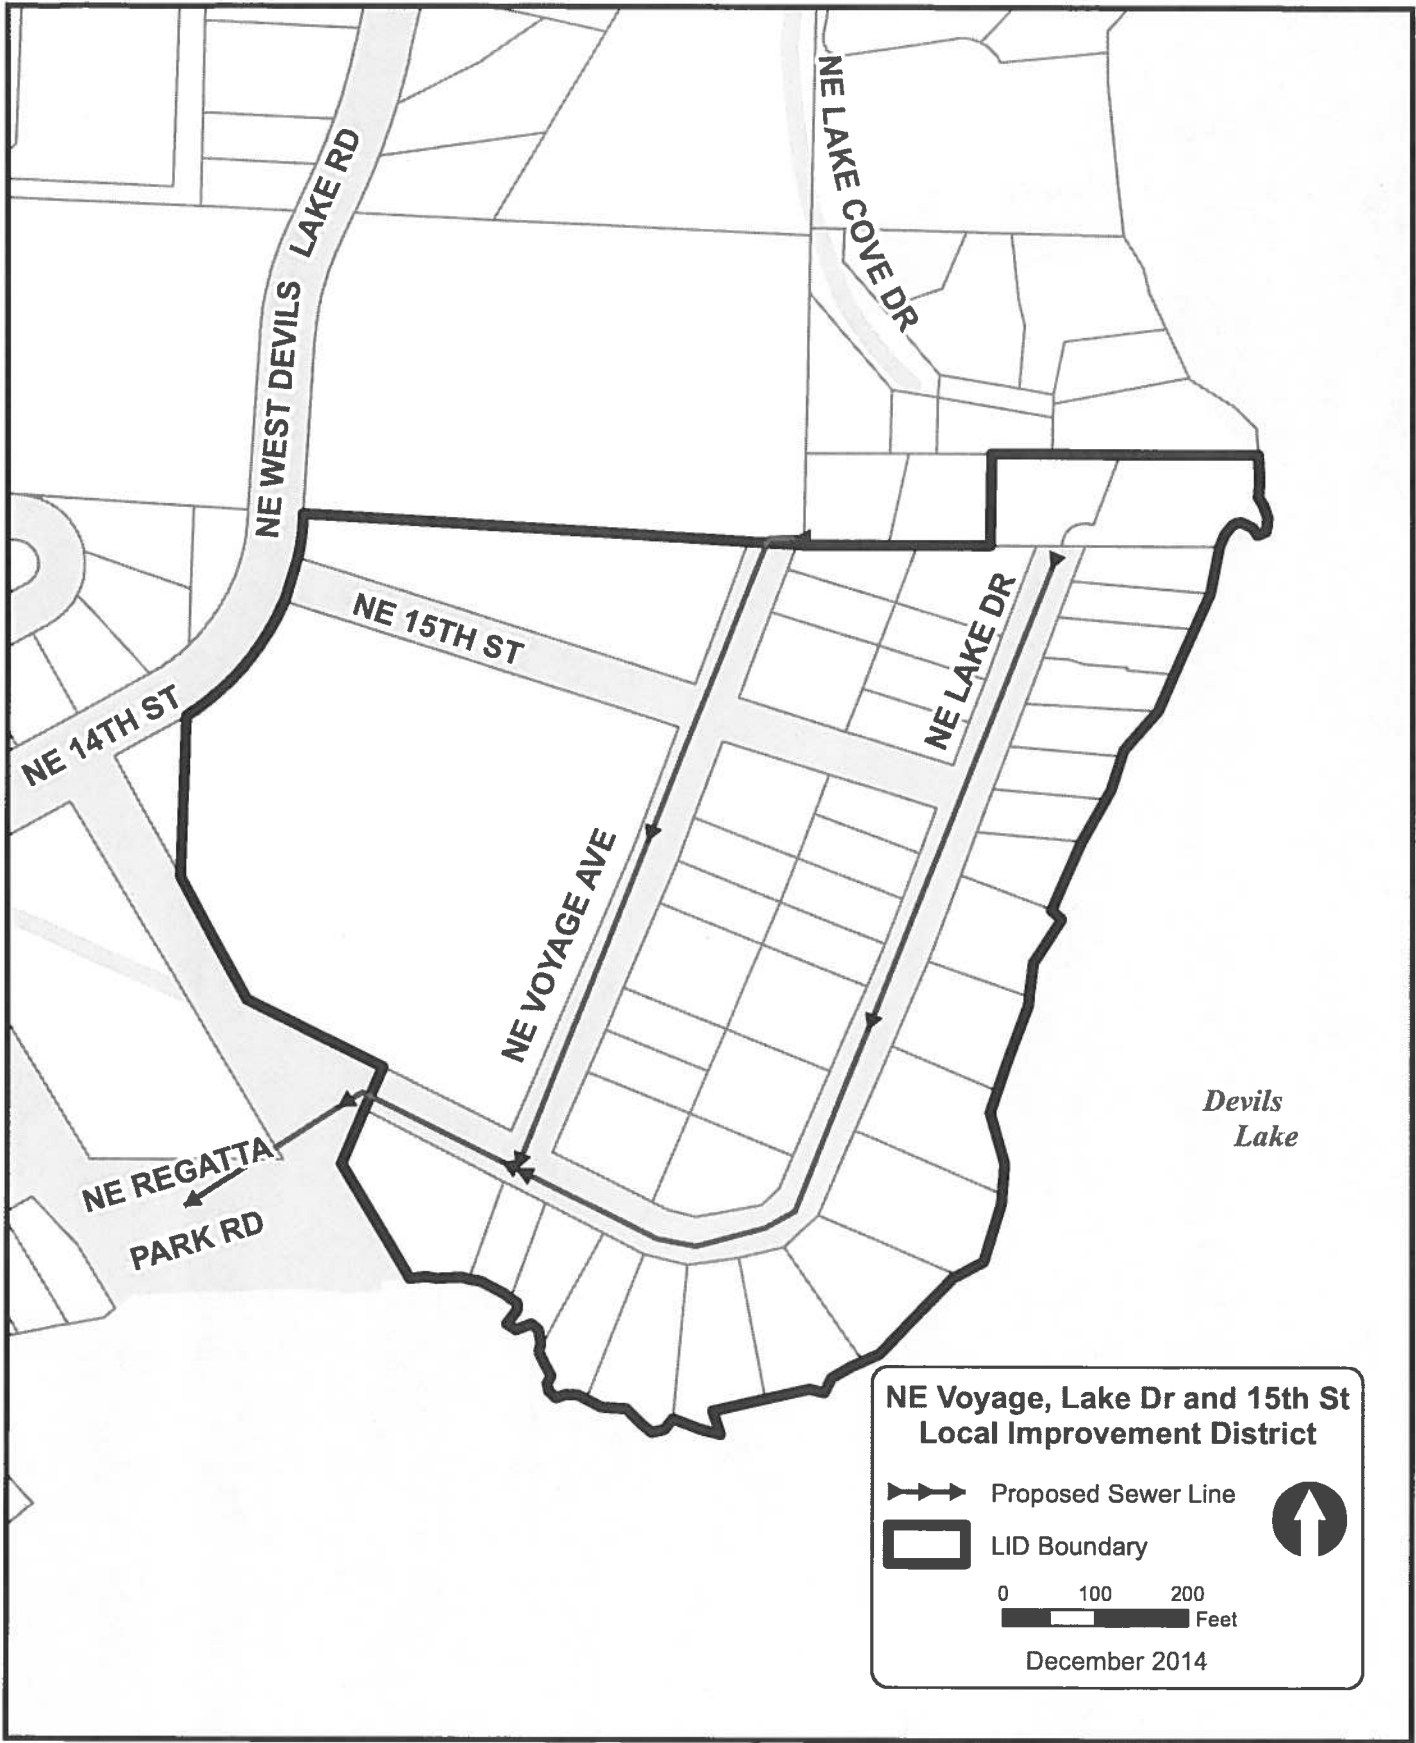 NE LAKE COVE DR
NE WEST DEVILS LAKE RD
NE 15TH ST
NE LAKE DR
NE 14TH ST
NE VOYAGE AVE
Devils
Lake
NE REGATTA
PARK RD
NE Voyage, Lake Dr and 15th St
Local Improvement District
Proposed Sewer Line
LID Boundary
0 100 200
Feet
December 2014